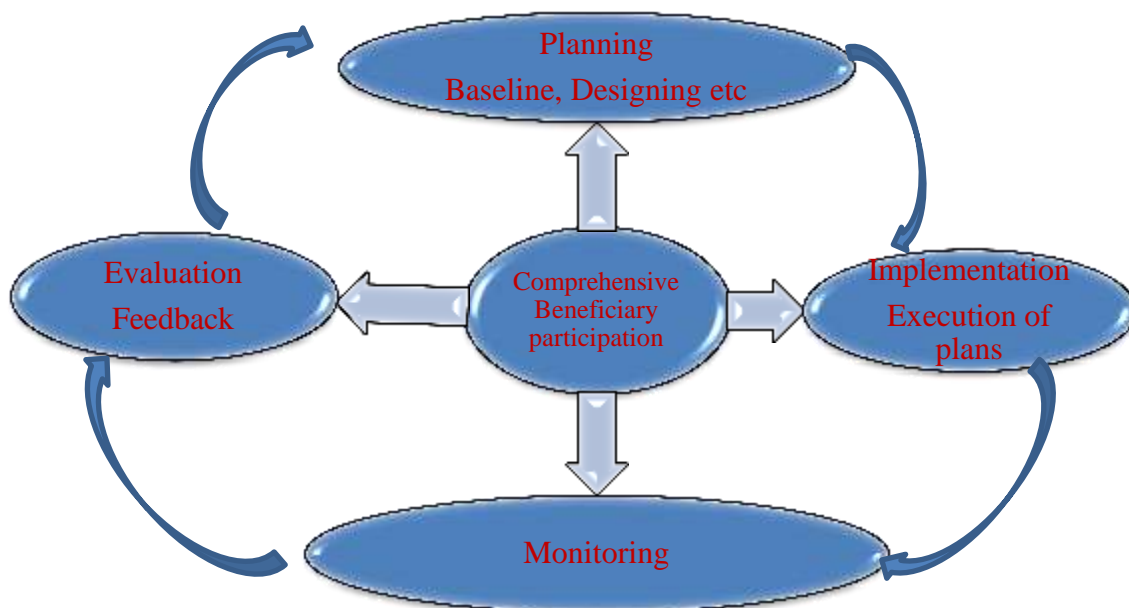 Planning
Baseline, Designing etc
Evaluation
Feedback
Comprehensive
Beneficiary
participation
Implementation
Execution of
plans
Monitoring